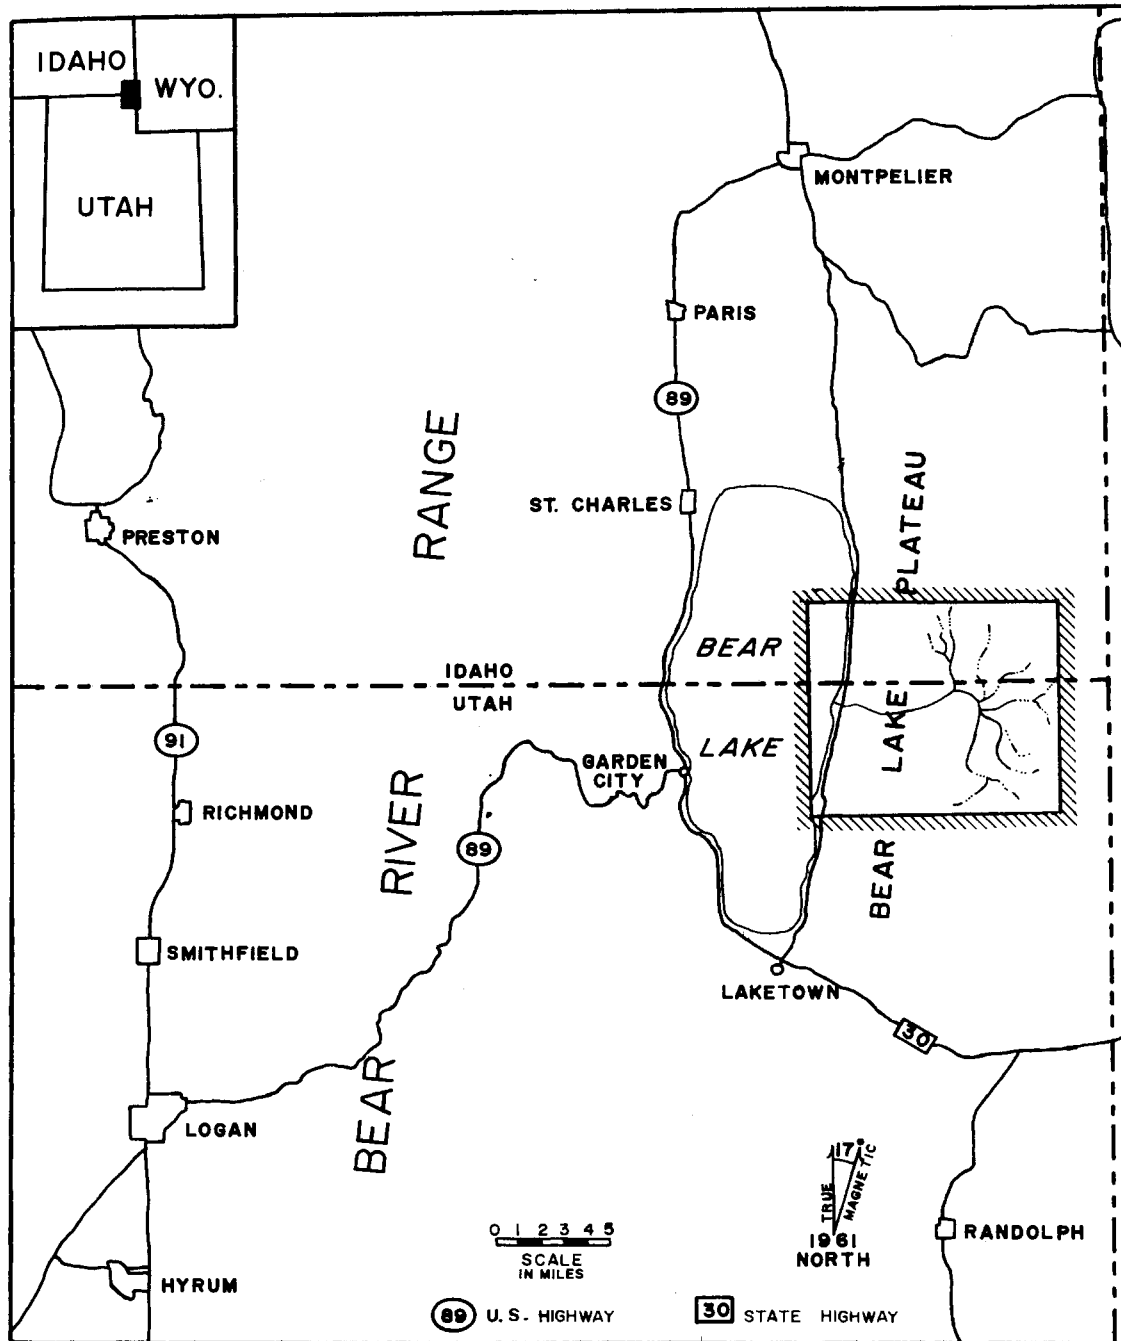 IDAHO
WYO.
UTAH
MONTPELIER
PARIS
89
RANGE
ST. CHARLES
PLATEAU
PRESTON
BEAR
IDAHO
UTAH
LAKE
LAKE
91
GARDEN
CITY
RICHMOND
RIVER
89
BEAR
SMITHFIELD
LAKETOWN
30
BEAR
LOGAN
17°
TRUE
MAGNETIC
1961
NORTH
RANDOLPH
0 1 2 3 4 5
SCALE
IN MILES
HYRUM
89 U.S. HIGHWAY
30 STATE HIGHWAY